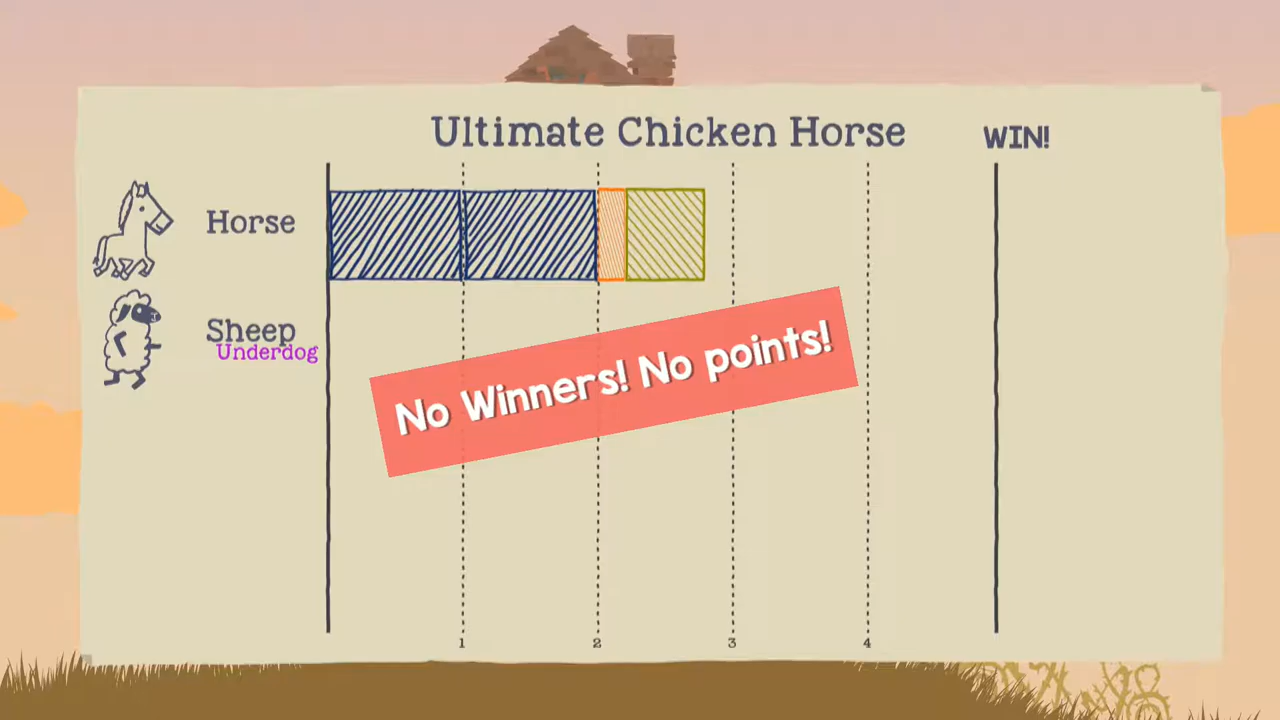 Ultimate Chicken Horse
WIN!
Horse
Sheep
Underdog
No Winners! No points!
1
2
3
4